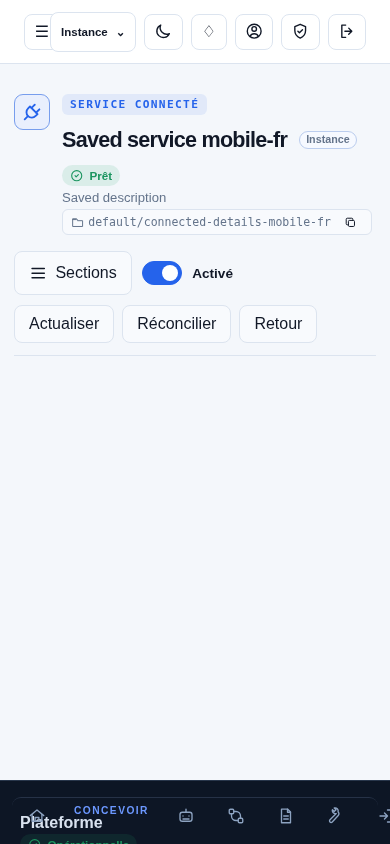 Instance
SERVICE CONNECTÉ
Saved service mobile-fr Instance
Prêt
Saved description
default/connected-details-mobile-fr
Sections Activé
Actualiser Réconcilier Retour
CONCEVOIR
Plateforme
Opérationnelle